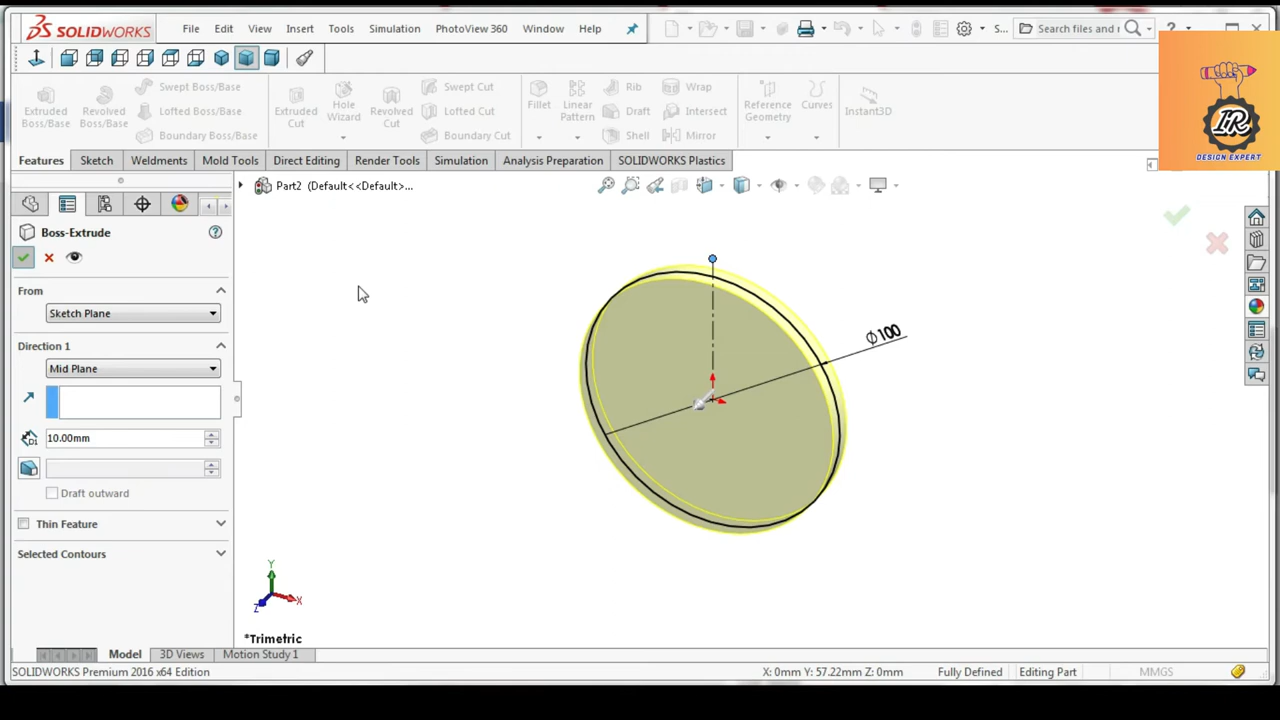 SOLIDWORKS File Edit View Insert Tools Simulation PhotoView 360 Window Help S... Search files and r ?
Extruded Boss/Base
Revolved Boss/Base
Swept Boss/Base
Lofted Boss/Base
Boundary Boss/Base
Extruded Cut
Hole Wizard
Revolved Cut
Swept Cut
Lofted Cut
Boundary Cut
Fillet
Linear Pattern
Rib
Draft
Shell
Wrap
Intersect
Mirror
Reference Geometry
Curves
Instant3D
IR
DESIGN EXPERT
Features Sketch Weldments Mold Tools Direct Editing Render Tools Simulation Analysis Preparation SOLIDWORKS Plastics
Part2 (Default<<Default>...
Boss-Extrude
From
Sketch Plane
Direction 1
Mid Plane
10.00mm
Draft outward
Thin Feature
Selected Contours
Ø100
Y
X
Z
*Trimetric
Model 3D Views Motion Study 1
SOLIDWORKS Premium 2016 x64 Edition X: 0mm Y: 57.22mm Z: 0mm Fully Defined Editing Part MMGS